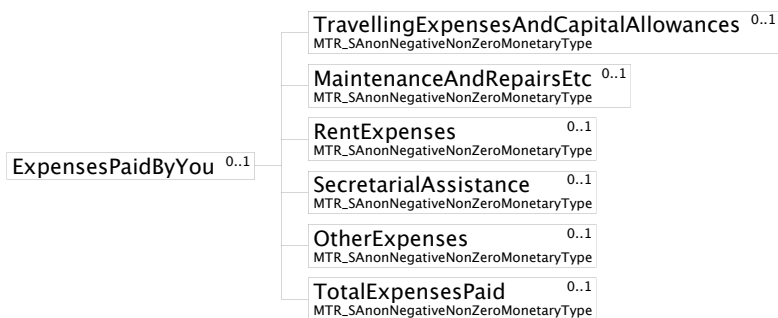 TravellingExpensesAndCapitalAllowances 0..1
MTR_SAnonNegativeNonZeroMonetaryType
MaintenanceAndRepairsEtc 0..1
MTR_SAnonNegativeNonZeroMonetaryType
RentExpenses 0..1
MTR_SAnonNegativeNonZeroMonetaryType
ExpensesPaidByYou 0..1
SecretarialAssistance 0..1
MTR_SAnonNegativeNonZeroMonetaryType
OtherExpenses 0..1
MTR_SAnonNegativeNonZeroMonetaryType
TotalExpensesPaid 0..1
MTR_SAnonNegativeNonZeroMonetaryType